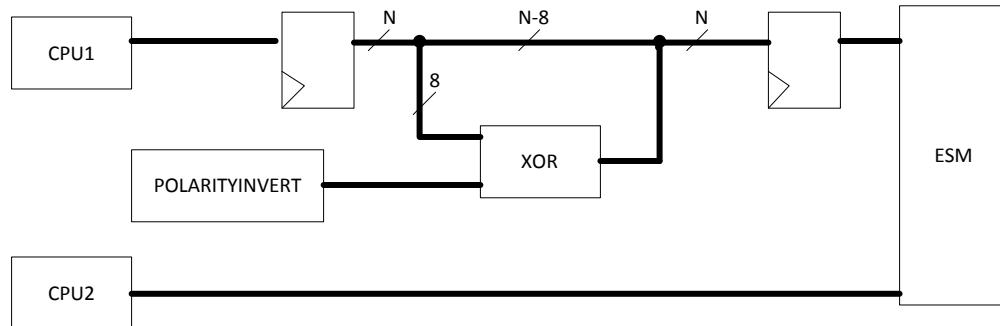 N
N-8
N
CPU1
8
XOR
ESM
POLARITYINVERT
CPU2